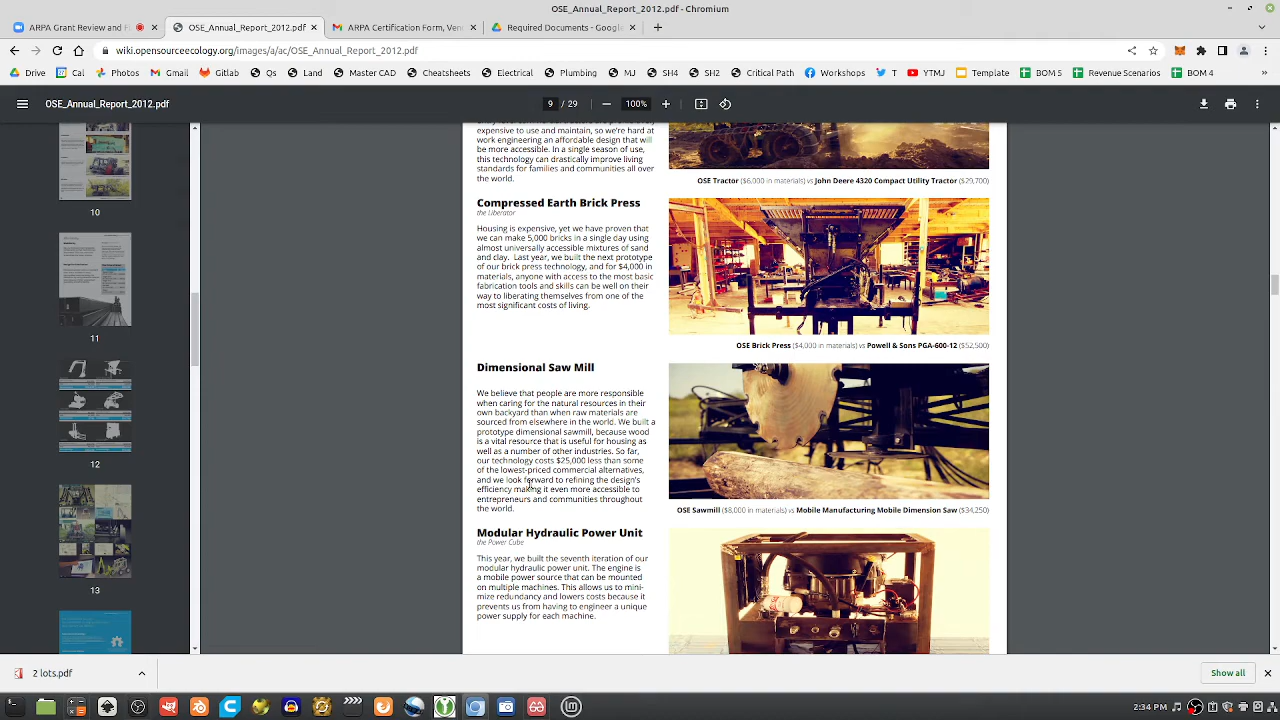 OSE_Annual_Report_2012.pdf - Chromium
ARPA Grant Review and F
OSE_Annual_Report_2012.pdf
ARPA Certification Form, Ven
Required Documents - Google
wiki.opensourceecology.org/images/a/ac/OSE_Annual_Report_2012.pdf
Drive
Cal
Photos
Gmail
Gitlab
Land
Master CAD
Cheatsheets
Electrical
Plumbing
MJ
SH4
SH2
Critical Path
Workshops
T
YTMJ
Template
BOM 5
Revenue Scenarios
BOM 4
OSE_Annual_Report_2012.pdf
9 / 29
100%
10
11
12
13
expensive to use and maintain, so we're hard at
work engineering an affordable design that will
be more accessible. In a single season of use,
this technology can drastically improve living
standards for families and communities all over
the world.
OSE Tractor ($6,000 in materials) vs John Deere 4320 Compact Utility Tractor ($29,700)
Compressed Earth Brick Press
the Liberator
Housing is expensive, yet we have proven that
we can make 5,000 bricks in a single day using
almost universally accessible mixtures of sand
and clay. Last year, we built the next prototype
of our brick press technology, and for $4,000 in
materials, anyone with access to the most basic
fabrication tools and skills can be well on their
way to liberating themselves from one of the
most significant costs of living.
OSE Brick Press ($4,000 in materials) vs Powell & Sons PGA-600-12 ($52,500)
Dimensional Saw Mill
We believe that people are more responsible
when caring for the natural resources in their
own backyard than when raw materials are
sourced from elsewhere in the world. We built a
prototype dimensional sawmill, because wood
is a vital resource that is useful for housing as
well as a number of other industries. So far,
our technology costs $25,000 less than some
of the lowest-priced commercial alternatives,
and we look forward to refining the design's
efficiency making it even more accessible to
entrepreneurs and communities throughout
the world.
OSE Sawmill ($8,000 in materials) vs Mobile Manufacturing Mobile Dimension Saw ($34,250)
Modular Hydraulic Power Unit
the Power Cube
This year, we built the seventh iteration of our
modular hydraulic power unit. The engine is
a mobile power source that can be mounted
on multiple machines. This allows us to mini-
mize redundancy and lowers costs because it
prevents us from having to engineer a unique
power supply for each machine.
2 lots.pdf
Show all
2:34 PM